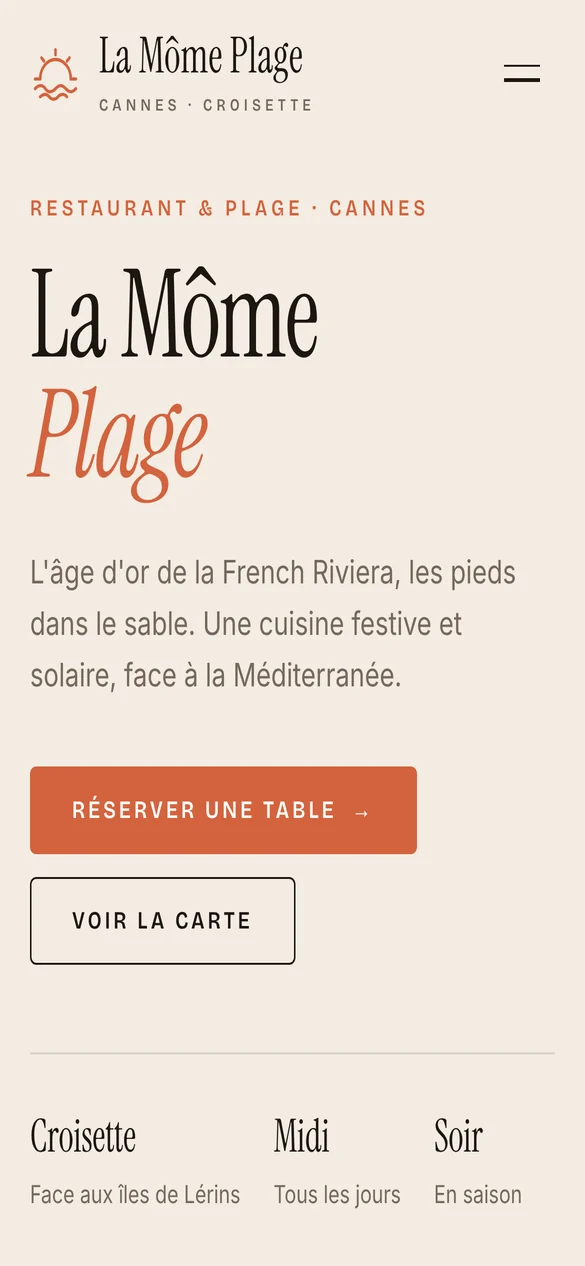 La Môme Plage
CANNES · CROISETTE
RESTAURANT & PLAGE · CANNES
La Môme
Plage
L'âge d'or de la French Riviera, les pieds
dans le sable. Une cuisine festive et
solaire, face à la Méditerranée.
RÉSERVER UNE TABLE →
VOIR LA CARTE
Croisette Midi Soir
Face aux îles de Lérins Tous les jours En saison